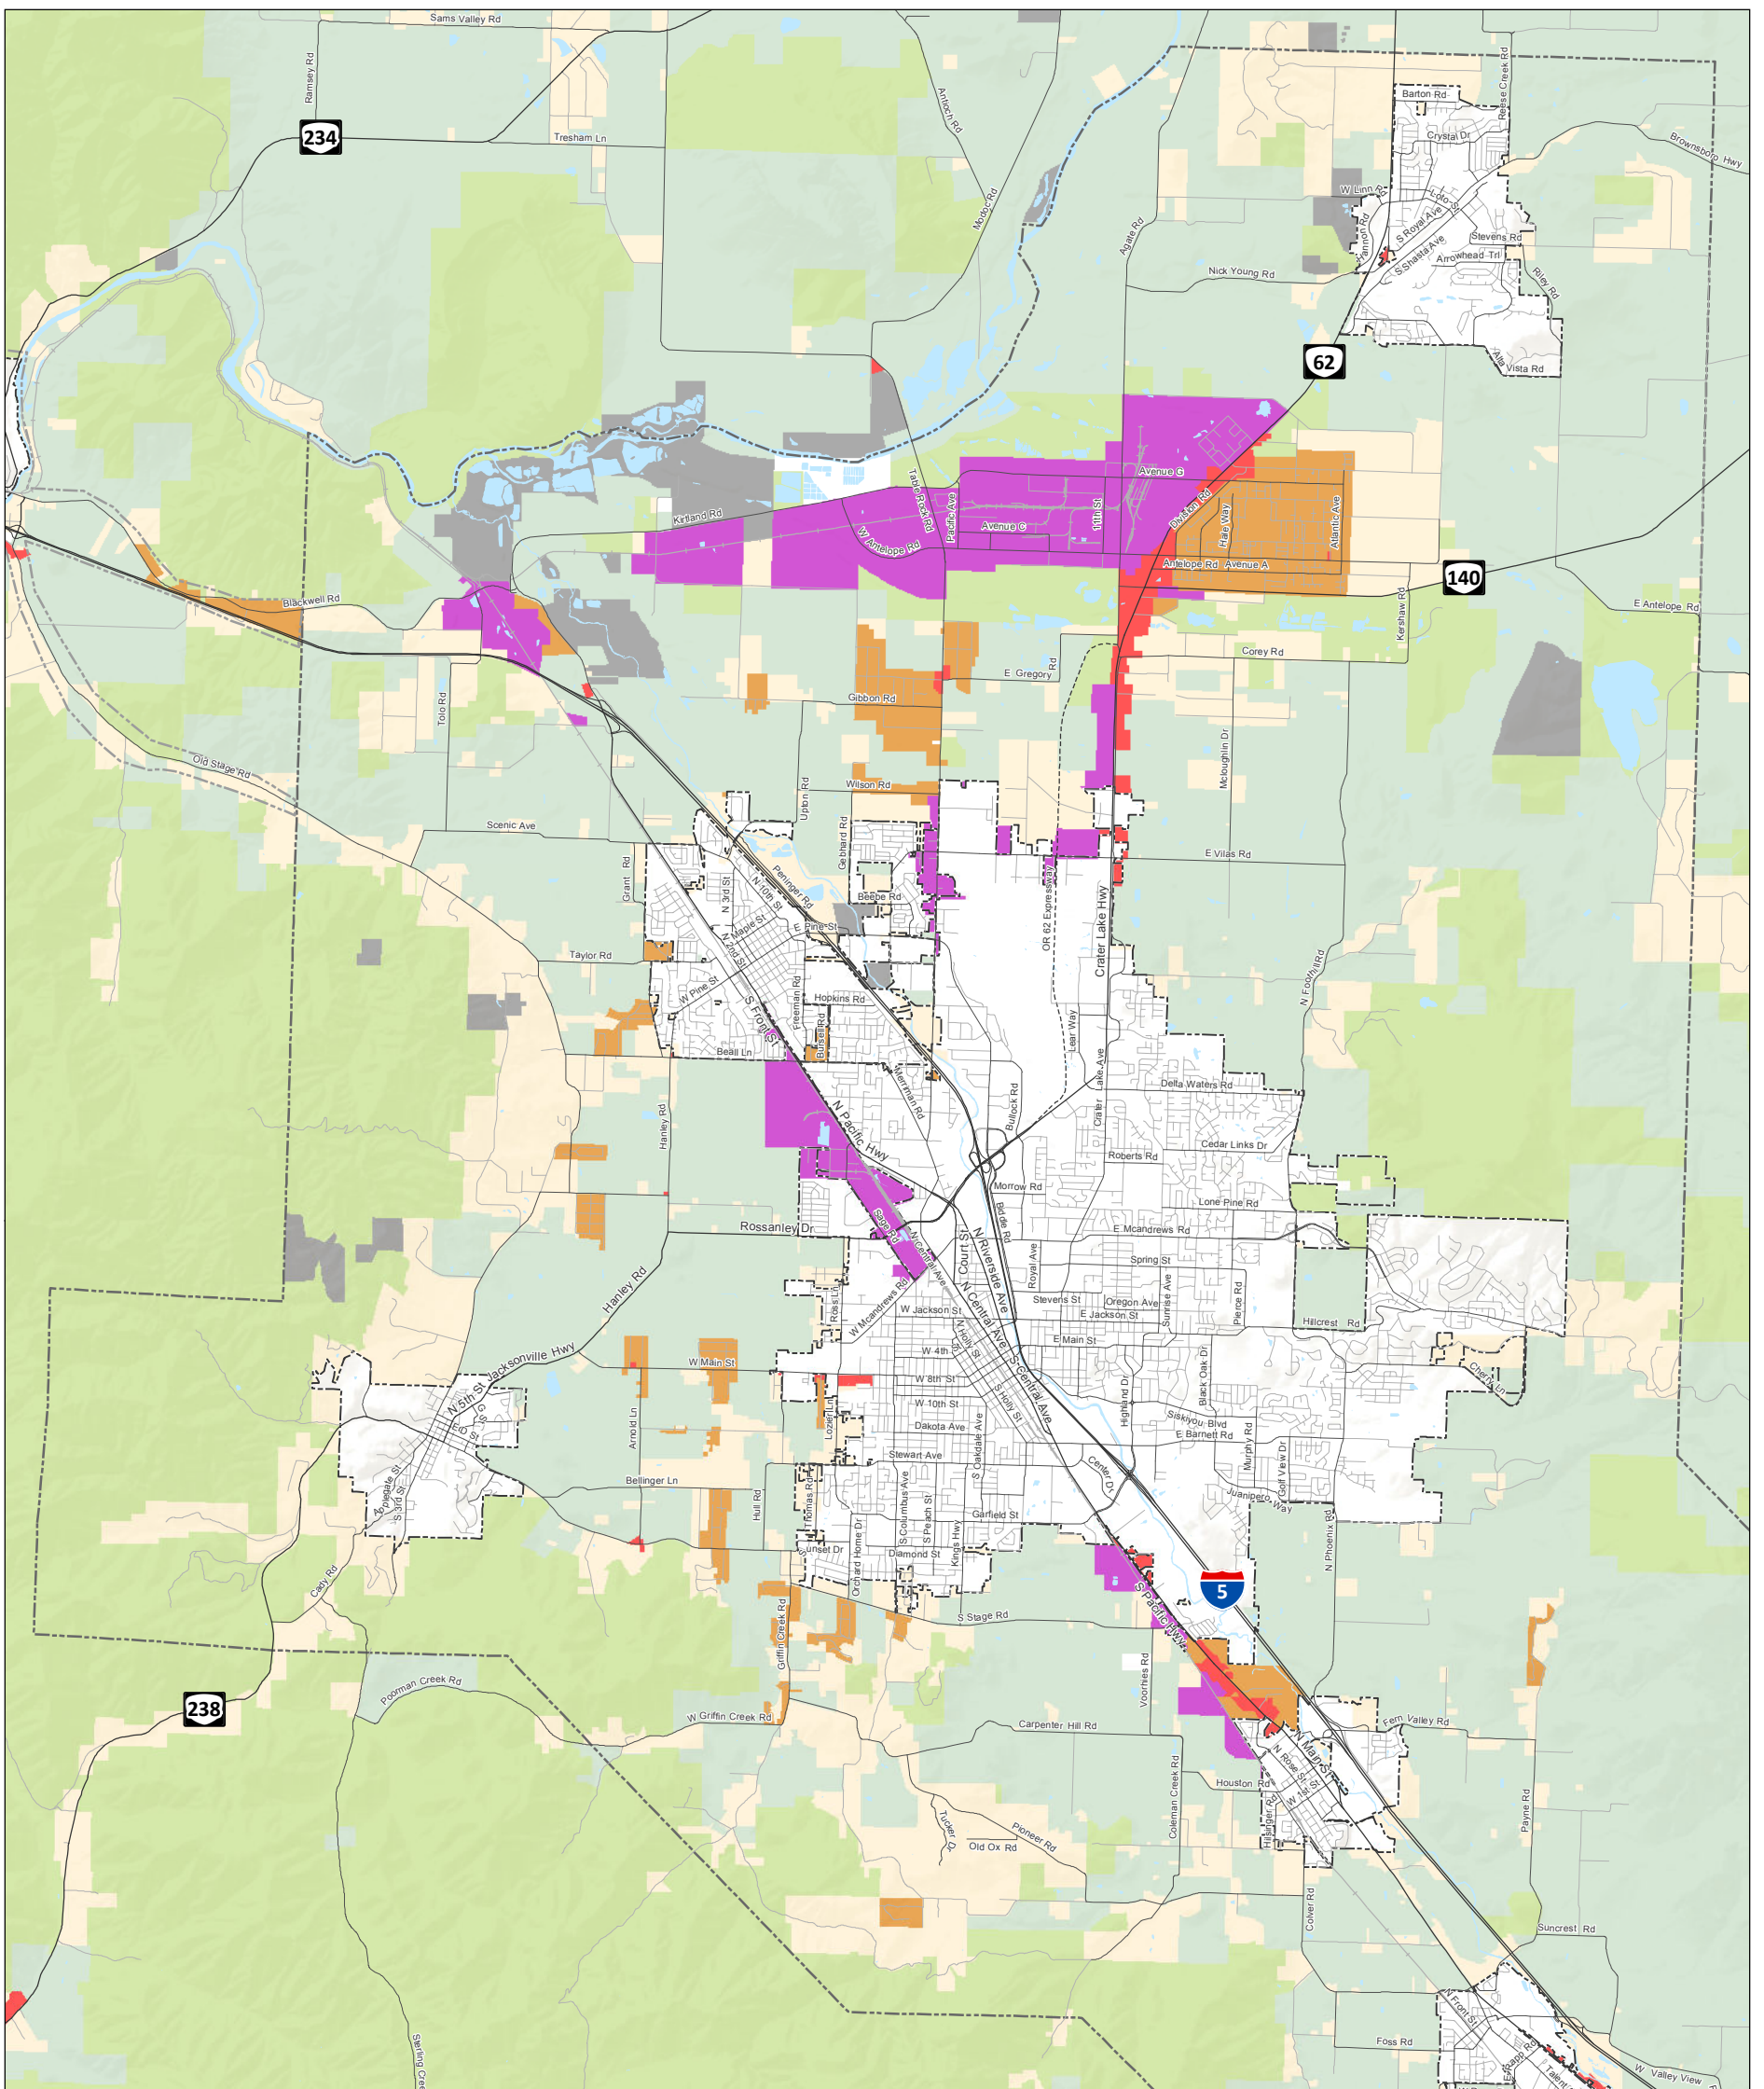 Sams Valley Rd
Ramsey Rd
Reese Creek Rd
Barton Rd
Antioch Rd
234
Tresham Ln
Crystal Dr
Brownsboro Hwy
Modoc Rd
W Linn Rd
Loto St
Hannon Rd
S Royal Ave
Stevens Rd
Agate Rd
S Shasta Ave
Arrowhead Trl
Nick Young Rd
Riley Rd
62
Alta Vista Rd
Table Rock Rd
Avenue G
Division Rd
Kirtland Rd
Pacific Ave
Avenue C
11th St
Hale Way
Atlantic Ave
W Antelope Rd
Antelope Rd
Avenue A
140
Blackwell Rd
Kershaw Rd
E Antelope Rd
E Gregory Rd
Corey Rd
Tolo Rd
Gibbon Rd
Old Stage Rd
Mcloughlin Dr
Upton Rd
Wilson Rd
Scenic Ave
Gebhard Rd
E Vilas Rd
Grant Rd
N 3rd St
N 10th St
Peninger Rd
Beebe Rd
OR 62 Expressway
Crater Lake Hwy
Maple St
E Pine St
N 2nd St
Taylor Rd
N Foothill Rd
W Pine St
Freeman Rd
Hopkins Rd
S Front St
Bursell Rd
Lear Way
Beall Ln
Merriman Rd
Crater Lake Ave
Delta Waters Rd
Bullock Rd
Hanley Rd
N Pacific Hwy
Cedar Links Dr
Roberts Rd
Morrow Rd
Lone Pine Rd
Sage Rd
Rossanley Dr
Biddle Rd
E Mcandrews Rd
N Central Ave
Court St
N Riverside Ave
Royal Ave
Spring St
Hanley Rd
Ross Ln
W Mcandrews Rd
N Central Ave
Stevens St
Oregon Ave
Sunrise Ave
Pierce Rd
W Jackson St
E Jackson St
Hillcrest Rd
N Holly St
E Main St
W 4th St
W Main St
N 5th St
Jacksonville Hwy
S Central Ave
Black Oak Dr
Cherry Ln
W 8th St
Highland Dr
S Holly St
G St
W 10th St
Arnold Ln
Lozier Ln
Dakota Ave
Siskiyou Blvd
E D St
E Barnett Rd
S Oakdale Ave
Stewart Ave
Murphy Rd
Golf View Dr
Applegate St
S 3rd St
Bellinger Ln
Center Dr
Hull Rd
Thomas Rd
Juanipero Way
S Columbus Ave
S Peach St
Garfield St
Orchard Home Dr
Kings Hwy
N Phoenix Rd
Sunset Dr
Diamond St
Cady Rd
5
S Pacific Hwy
Griffin Creek Rd
S Stage Rd
Poorman Creek Rd
Voorhies Rd
238
W Griffin Creek Rd
Carpenter Hill Rd
Fern Valley Rd
N Main St
N Rose St
Houston Rd
W 1st St
Coleman Creek Rd
Hilsinger Rd
Payne Rd
Tucker Dr
Pioneer Rd
Old Ox Rd
Colver Rd
Suncrest Rd
N Front St
Foss Rd
Rapp Rd
Talent
W Valley View
Sterling Cree